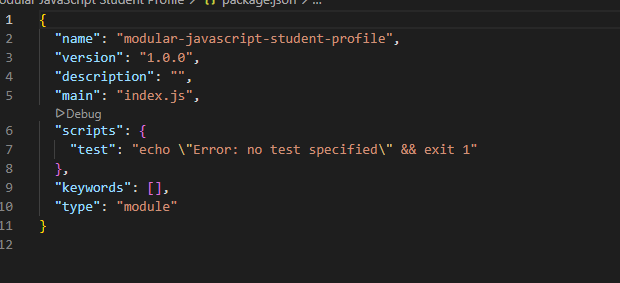 Modular JavaScript Student Profile > {} package.json > ...
1 {
2 "name": "modular-javascript-student-profile",
3 "version": "1.0.0",
4 "description": "",
5 "main": "index.js",
Debug
6 "scripts": {
7 "test": "echo \"Error: no test specified\" && exit 1"
8 },
9 "keywords": [],
10 "type": "module"
11 }
12